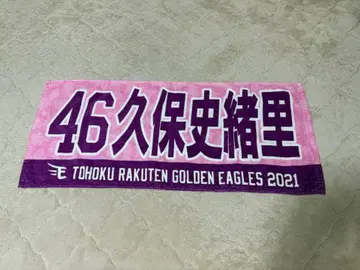 46久保史緒里
TOHOKU RAKUTEN GOLDEN EAGLES 2021